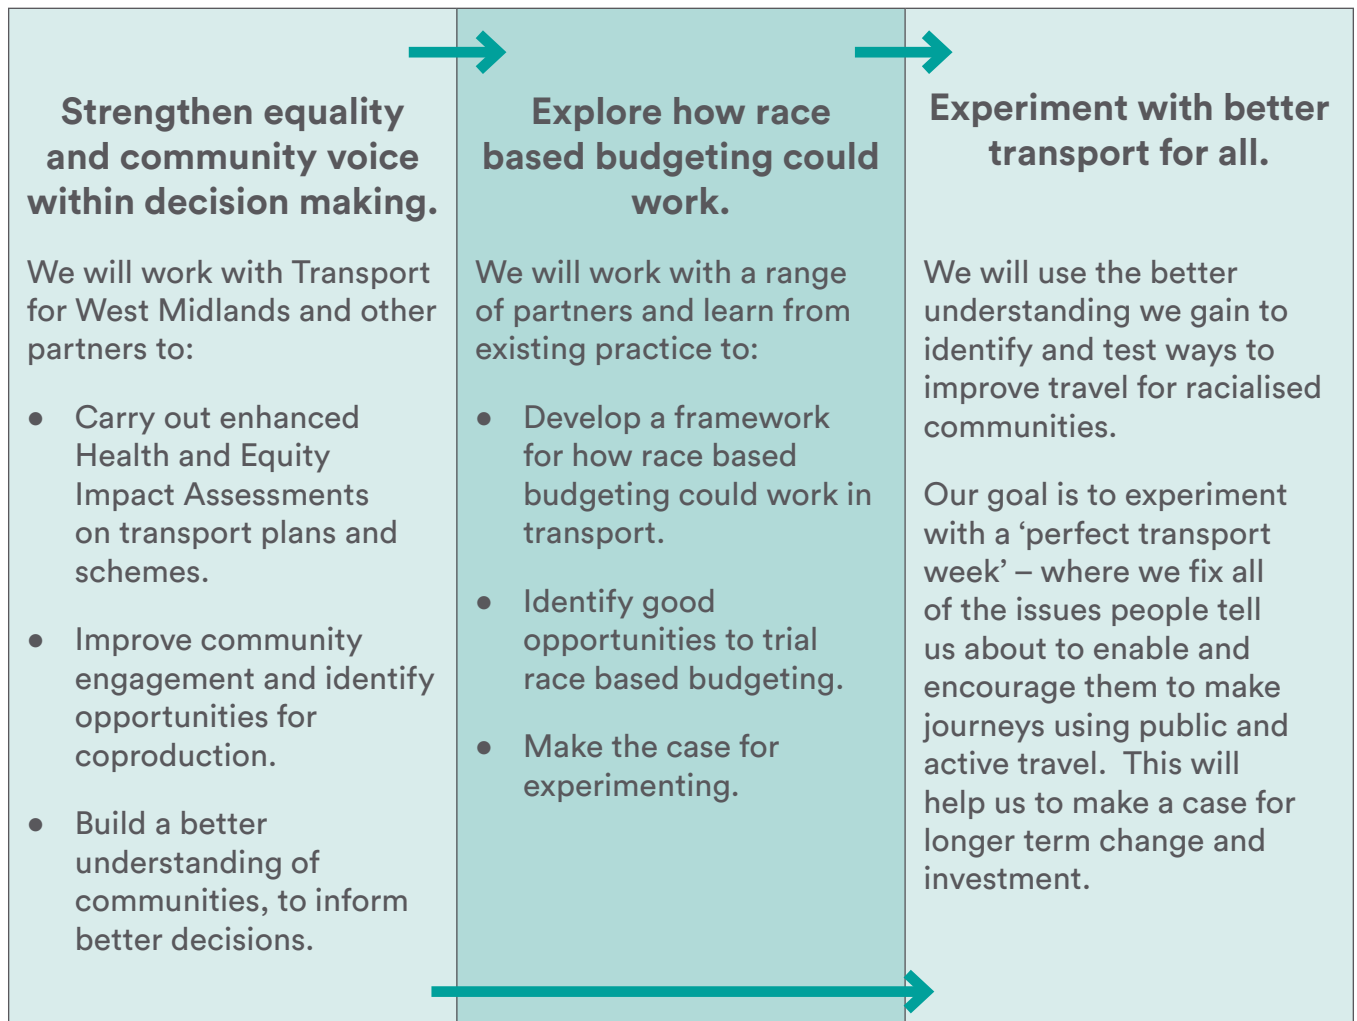 Strengthen equality
and community voice
within decision making.
We will work with Transport
for West Midlands and other
partners to:
● Carry out enhanced
Health and Equity
Impact Assessments
on transport plans and
schemes.
● Improve community
engagement and identify
opportunities for
coproduction.
● Build a better
understanding of
communities, to inform
better decisions.
Explore how race
based budgeting could
work.
We will work with a range
of partners and learn from
existing practice to:
● Develop a framework
for how race based
budgeting could work in
transport.
● Identify good
opportunities to trial
race based budgeting.
● Make the case for
experimenting.
Experiment with better
transport for all.
We will use the better
understanding we gain to
identify and test ways to
improve travel for racialised
communities.
Our goal is to experiment
with a ‘perfect transport
week’ – where we fix all
of the issues people tell
us about to enable and
encourage them to make
journeys using public and
active travel.  This will
help us to make a case for
longer term change and
investment.